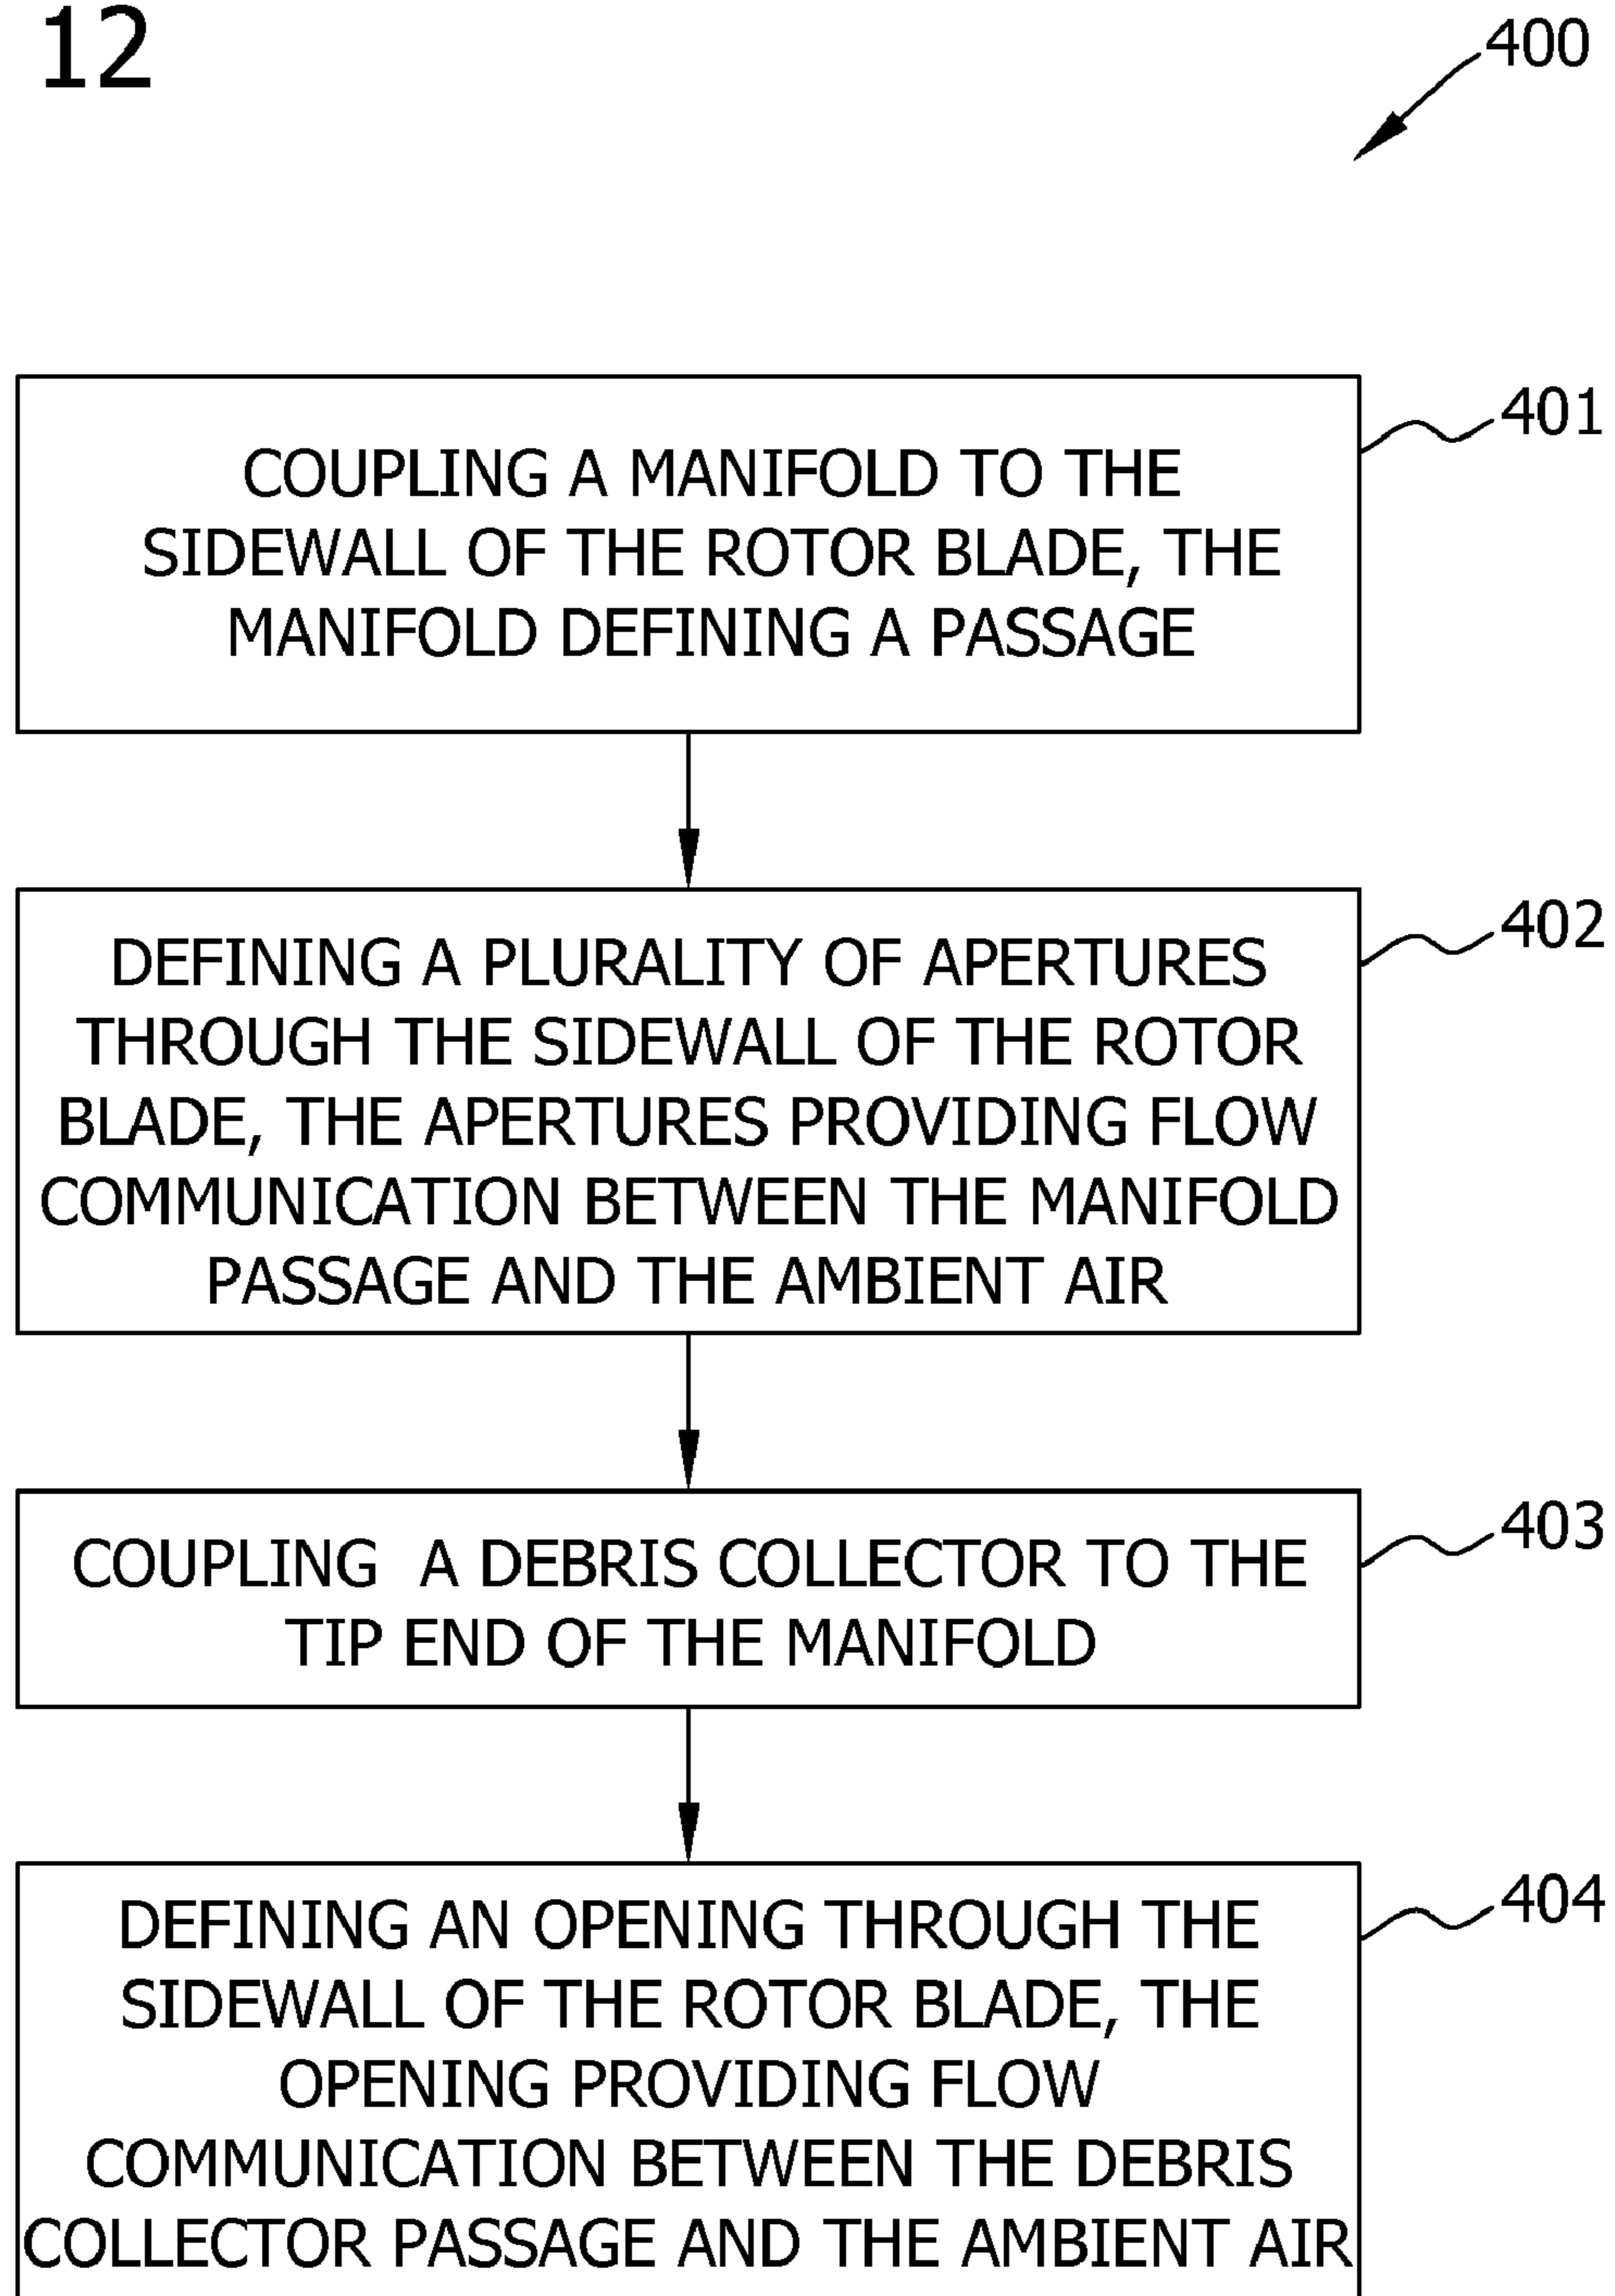 12
400
COUPLING A MANIFOLD TO THE
SIDEWALL OF THE ROTOR BLADE, THE
MANIFOLD DEFINING A PASSAGE
401
DEFINING A PLURALITY OF APERTURES
THROUGH THE SIDEWALL OF THE ROTOR
BLADE, THE APERTURES PROVIDING FLOW
COMMUNICATION BETWEEN THE MANIFOLD
PASSAGE AND THE AMBIENT AIR
402
COUPLING A DEBRIS COLLECTOR TO THE
TIP END OF THE MANIFOLD
403
DEFINING AN OPENING THROUGH THE
SIDEWALL OF THE ROTOR BLADE, THE
OPENING PROVIDING FLOW
COMMUNICATION BETWEEN THE DEBRIS
COLLECTOR PASSAGE AND THE AMBIENT AIR
404